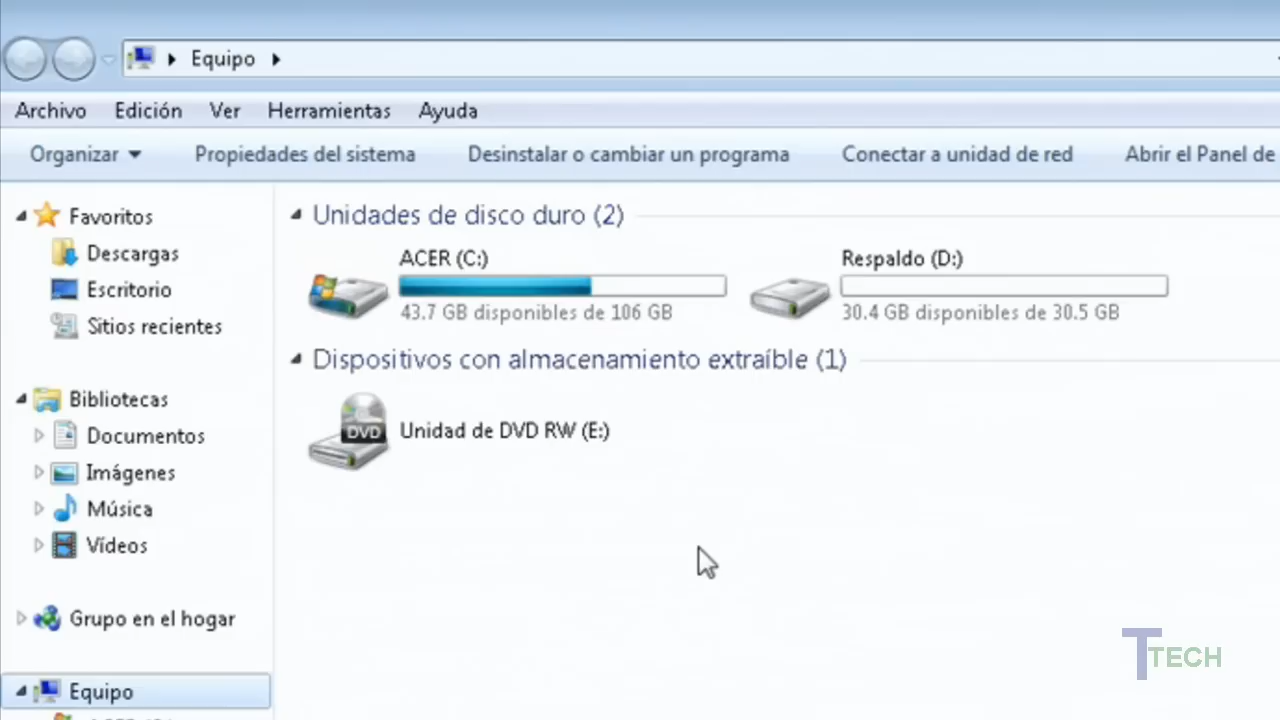 Equipo
Archivo Edición Ver Herramientas Ayuda
Organizar Propiedades del sistema Desinstalar o cambiar un programa Conectar a unidad de red Abrir el Panel de
Favoritos
Descargas
Escritorio
Sitios recientes
Bibliotecas
Documentos
Imágenes
Música
Vídeos
Grupo en el hogar
Equipo
Unidades de disco duro (2)
ACER (C:)
43.7 GB disponibles de 106 GB
Respaldo (D:)
30.4 GB disponibles de 30.5 GB
Dispositivos con almacenamiento extraíble (1)
DVD
Unidad de DVD RW (E:)
TTECH